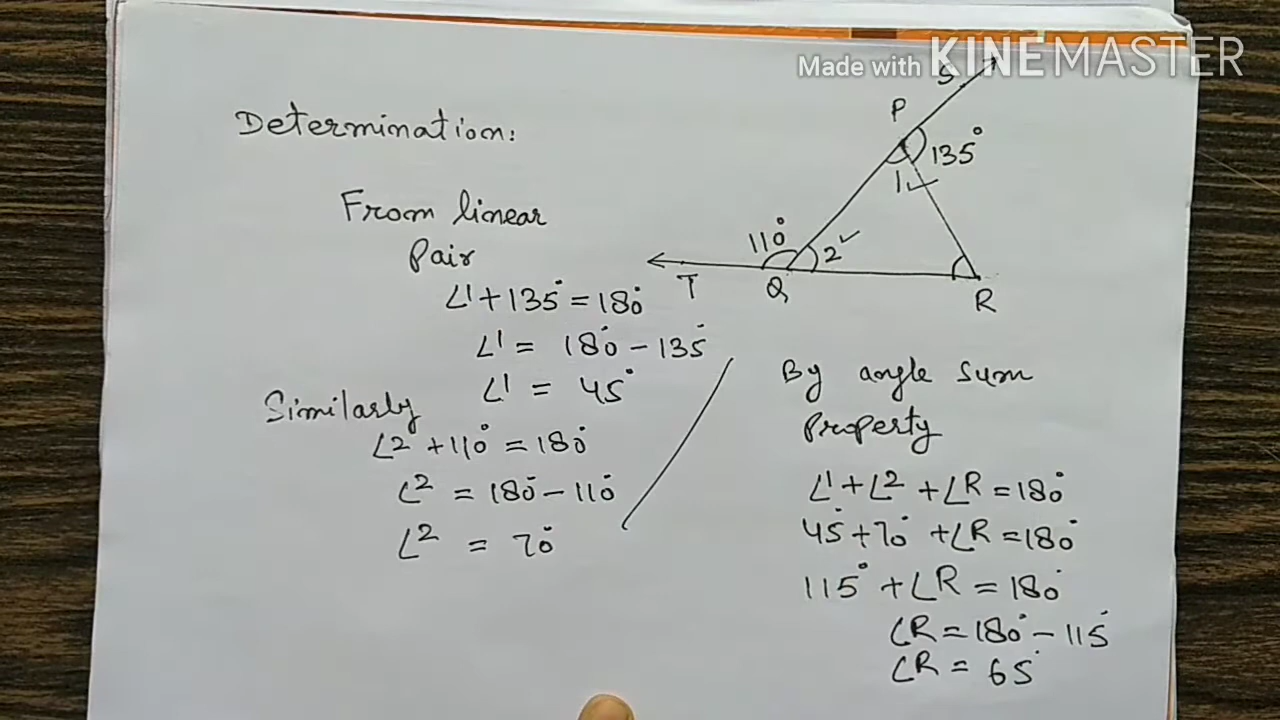 Made with KINEMASTER
Determination:
S
P
135°
1
110°
2
T
Q
R
From linear
Pair
∠1+135°=180°
∠1 = 180°-135°
∠1 = 45°
Similarly
∠2+110°=180°
∠2 = 180°-110°
∠2 = 70°
By angle sum
Property
∠1+∠2+∠R=180°
45°+70°+∠R=180°
115°+∠R=180°
∠R=180°-115°
∠R= 65°